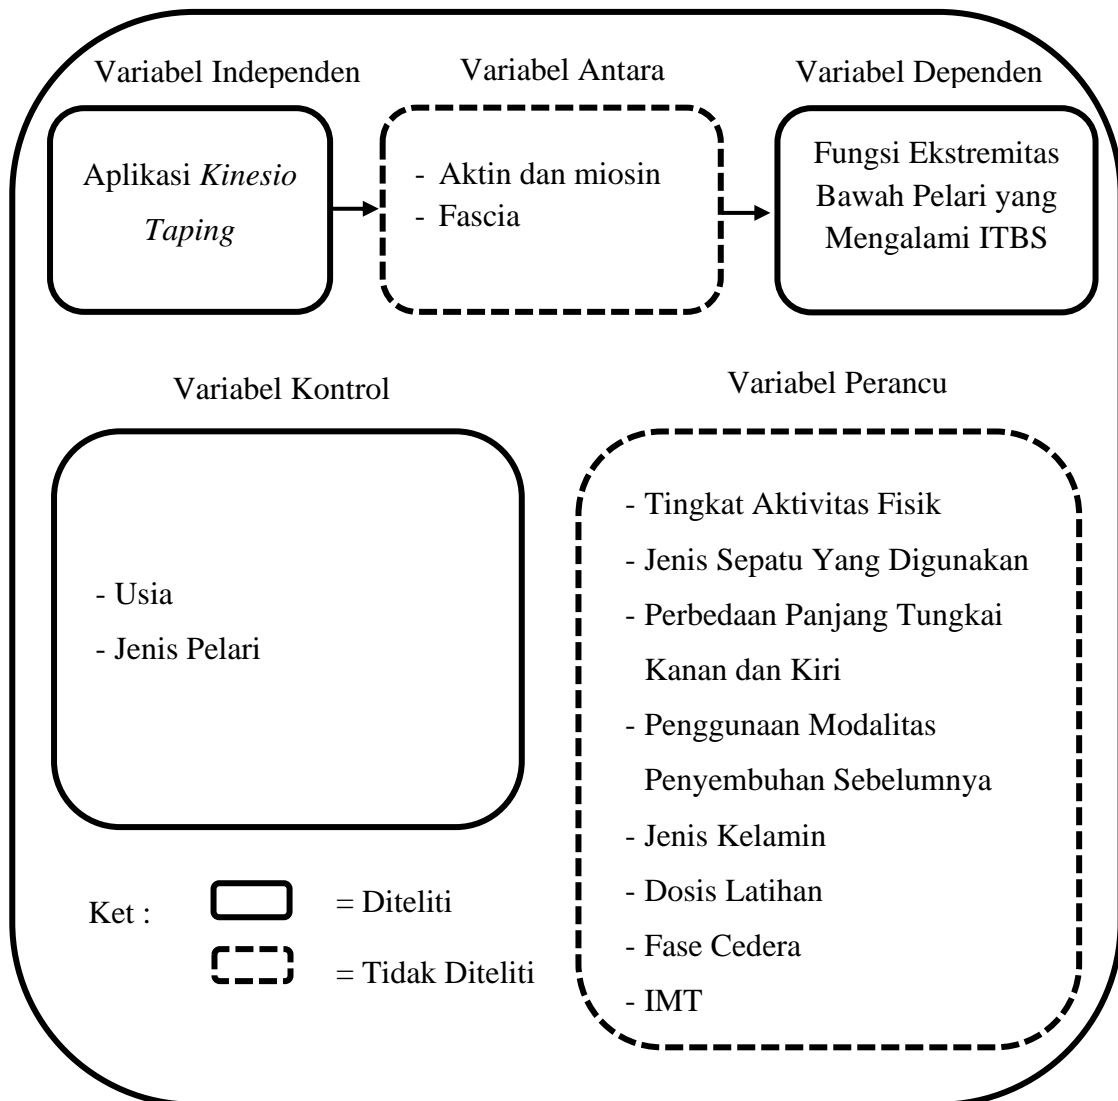 Variabel Independen
Variabel Antara
Variabel Dependen
Aplikasi Kinesio
Taping
- Aktin dan miosin
- Fascia
Fungsi Ekstremitas
Bawah Pelari yang
Mengalami ITBS
Variabel Kontrol
- Usia
- Jenis Pelari
Variabel Perancu
- Tingkat Aktivitas Fisik
- Jenis Sepatu Yang Digunakan
- Perbedaan Panjang Tungkai
Kanan dan Kiri
- Penggunaan Modalitas
Penyembuhan Sebelumnya
- Jenis Kelamin
- Dosis Latihan
- Fase Cedera
- IMT
Ket :
= Diteliti
= Tidak Diteliti